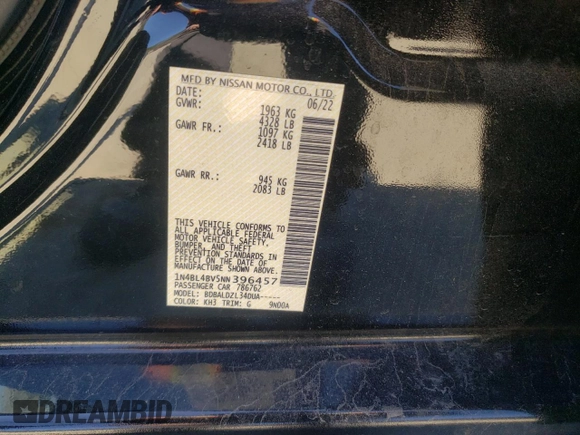 MFD BY NISSAN MOTOR CO., LTD.
DATE: 06/22
GVWR: 1963 KG
4328 LB
GAWR FR.: 1097 KG
2418 LB
GAWR RR.: 945 KG
2083 LB
THIS VEHICLE CONFORMS TO
ALL APPLICABLE FEDERAL
MOTOR VEHICLE SAFETY,
BUMPER, AND THEFT
PREVENTION STANDARDS IN
EFFECT ON THE DATE OF
MANUFACTURE SHOWN ABOVE.
1N4BL4BV5NN396457
PASSENGER CAR 786762
MODEL: BDBALDZL34OUA-----
COLOR: KH3 TRIM: G 9N00A
DREAMBID